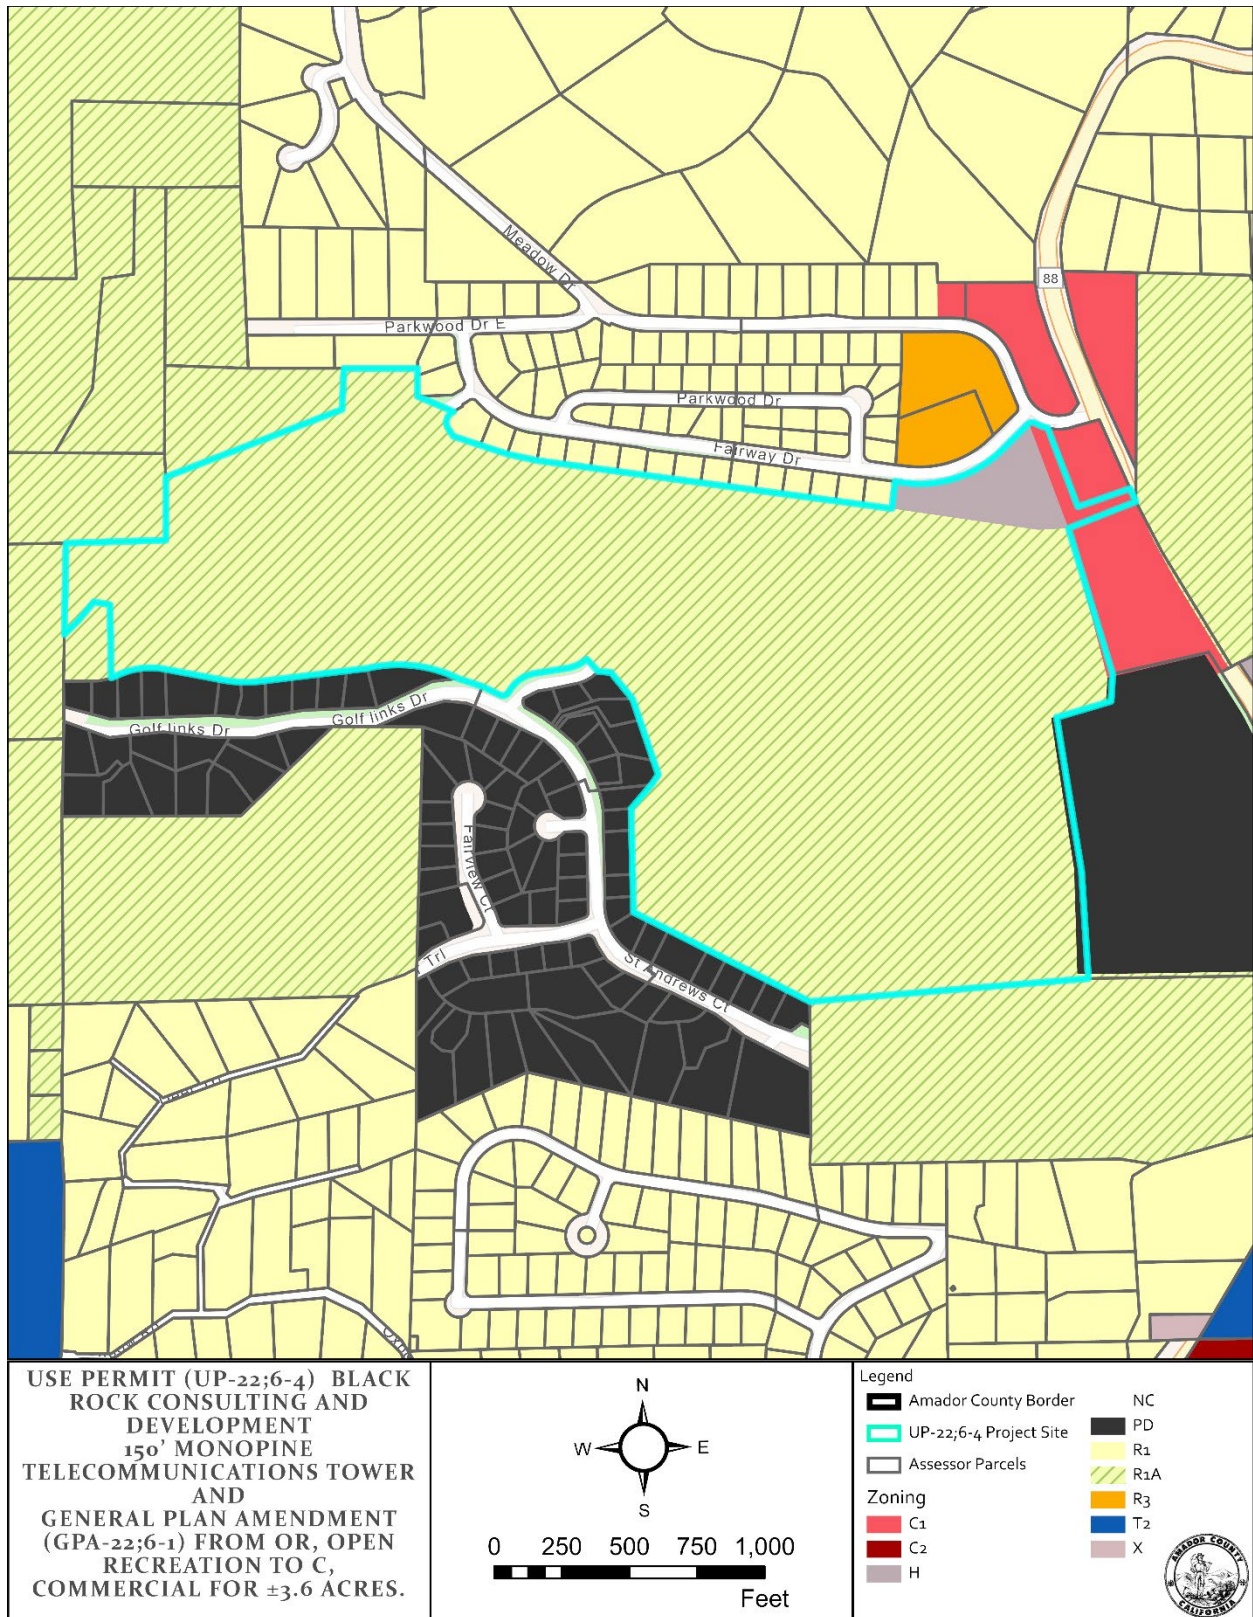 88
Meadow Dr
Parkwood Dr E
Parkwood Dr
Fairway Dr
Golf links Dr
Golf links Dr
Fairview Ct
Trl
St Andrews Ct
USE PERMIT (UP-22;6-4) BLACK
ROCK CONSULTING AND
DEVELOPMENT
150' MONOPINE
TELECOMMUNICATIONS TOWER
AND
GENERAL PLAN AMENDMENT
(GPA-22;6-1) FROM OR, OPEN
RECREATION TO C,
COMMERCIAL FOR ±3.6 ACRES.
N
W E
S
0 250 500 750 1,000
Feet
Legend
Amador County Border
UP-22;6-4 Project Site
Assessor Parcels
Zoning
C1
C2
H
NC
PD
R1
R1A
R3
T2
X
AMADOR COUNTY
CALIFORNIA